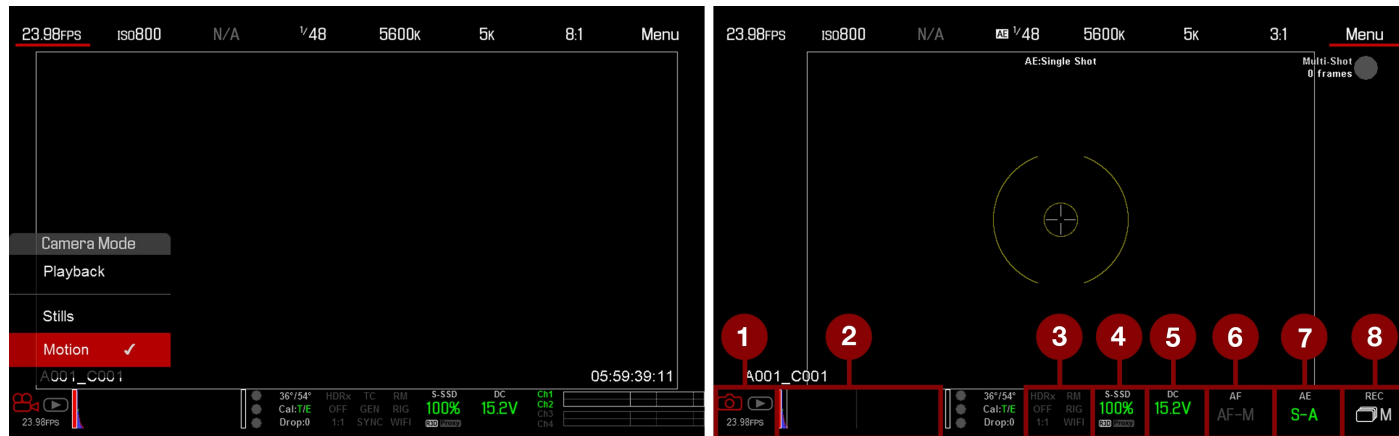 23.98FPS ISO800 N/A 1/48 5600K 5K 8:1 Menu
Camera Mode
Playback
Stills
Motion ✓
A001_C001 05:59:39:11
23.98FPS
36°/54° HDRx TC RM S-SSD DC Ch1
Cal:T/E OFF GEN RIG 100% 15.2V Ch2
Drop:0 1:1 SYNC WIFI R3D Proxy Ch3
Ch4
23.98FPS ISO800 N/A AE 1/48 5600K 5K 3:1 Menu
AE:Single Shot
Multi-Shot
0 frames
1 2 3 4 5 6 7 8
A001_C001
23.98FPS
36°/54° HDRx RM S-SSD DC AF AE REC
Cal:T/E OFF RIG 100% 15.2V AF-M S-A M
Drop:0 1:1 WIFI R3D Proxy